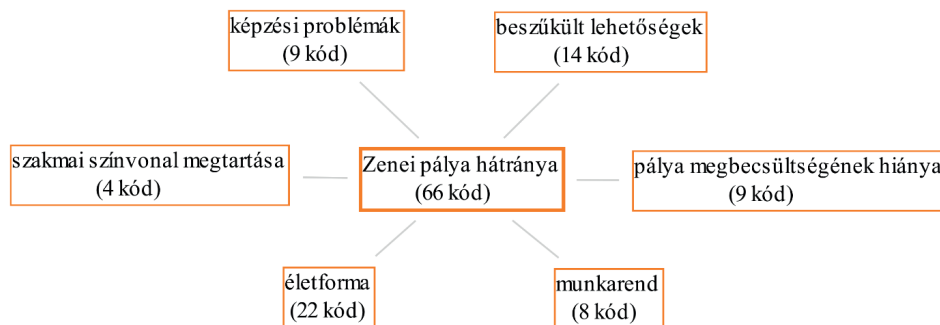 képzési problémák
(9 kód)
beszűkült lehetőségek
(14 kód)
szakmai színvonal megtartása
(4 kód)
Zenei pálya hátránya
(66 kód)
pálya megbecsültségének hiánya
(9 kód)
életforma
(22 kód)
munkarend
(8 kód)